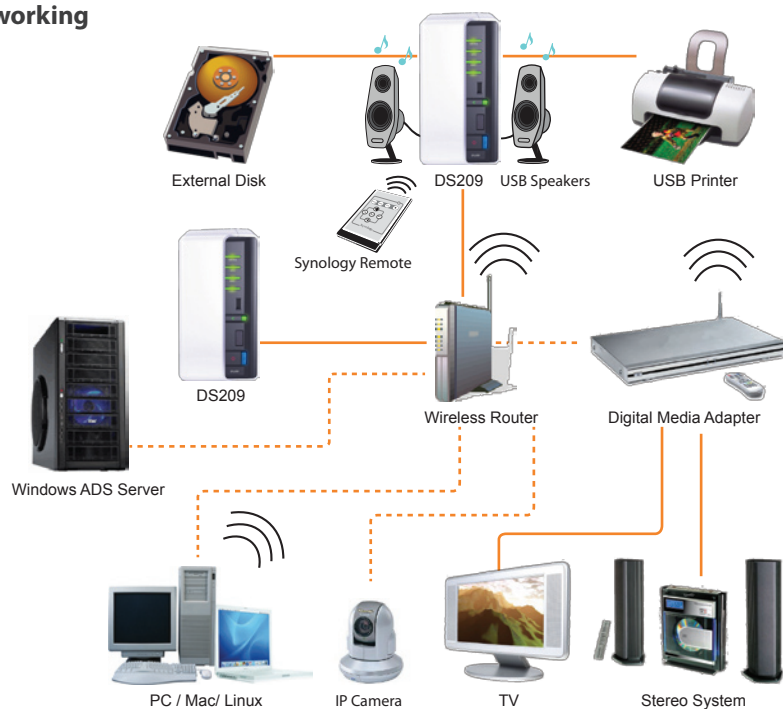 working
External Disk
DS209
USB Speakers
USB Printer
Synology Remote
DS209
Wireless Router
Digital Media Adapter
Windows ADS Server
PC / Mac/ Linux
IP Camera
TV
Stereo System